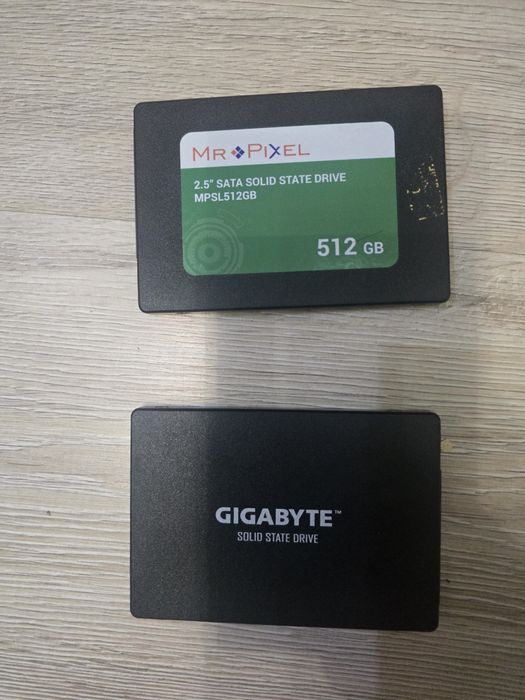 MR PIXEL
2.5" SATA SOLID STATE DRIVE
MPSL512GB
512 GB
GIGABYTE™
SOLID STATE DRIVE